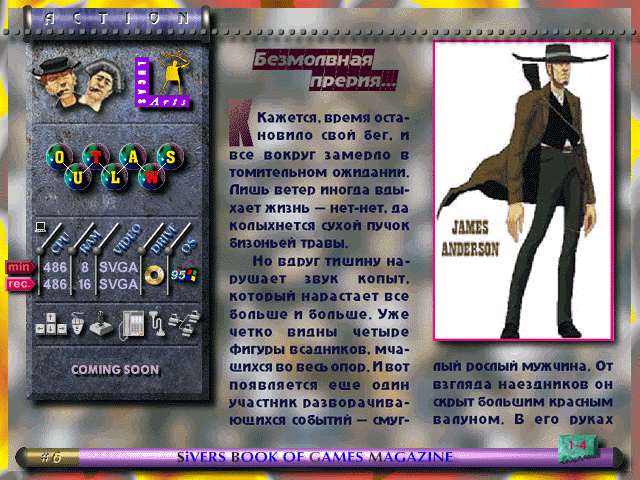 ACTION
LUCAS
Arts
OUTLAWS
CPU RAM VIDEO DRIVE OS
min 486 8 SVGA 95
rec. 486 16 SVGA
COMING SOON
Безмолвная
прерия...
Кажется, время оста-
новило свой бег, и
все вокруг замерло в
томительном ожидании.
Лишь ветер иногда вды-
хает жизнь — нет-нет, да
колыхнется сухой пучок
бизоньей травы.
Но вдруг тишину на-
рушает звук копыт,
который нарастает все
больше и больше. Уже
четко видны четыре
фигуры всадников, мча-
щихся во весь опор. И вот
появляется еще один
участник разворачива-
ющихся событий — смуг-
JAMES
ANDERSON
лый рослый мужчина. От
взгляда наездников он
скрыт большим красным
валуном. В его руках
#6
SiVERS BOOK OF GAMES MAGAZINE
1-4